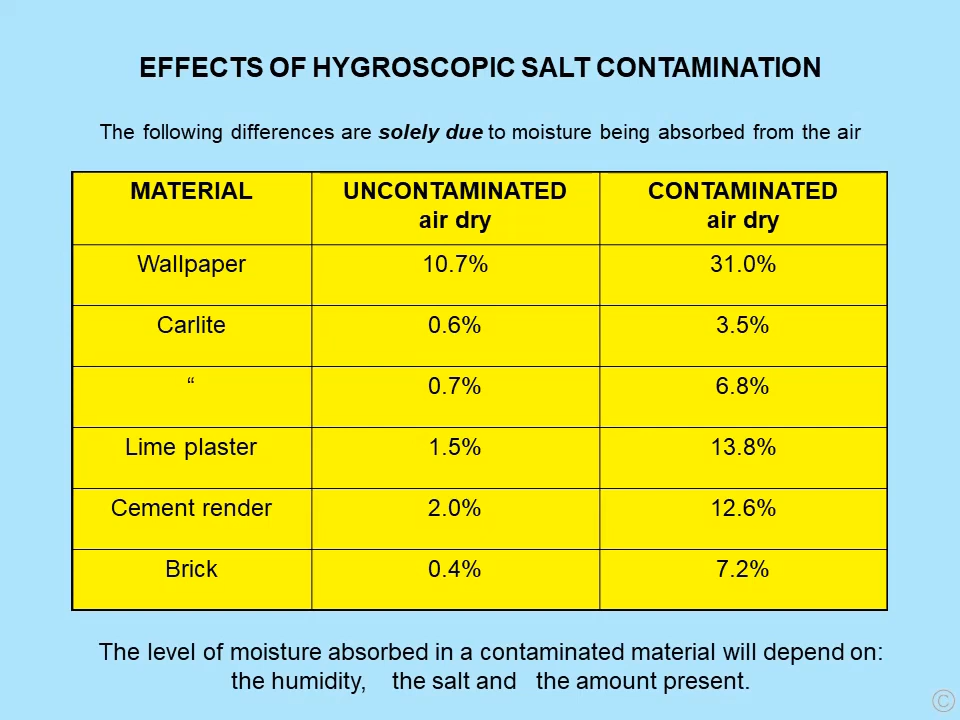 EFFECTS OF HYGROSCOPIC SALT CONTAMINATION
The following differences are solely due to moisture being absorbed from the air
MATERIAL UNCONTAMINATED air dry CONTAMINATED air dry
Wallpaper 10.7% 31.0%
Carlite 0.6% 3.5%
“ 0.7% 6.8%
Lime plaster 1.5% 13.8%
Cement render 2.0% 12.6%
Brick 0.4% 7.2%
The level of moisture absorbed in a contaminated material will depend on:
the humidity, the salt and the amount present.
©